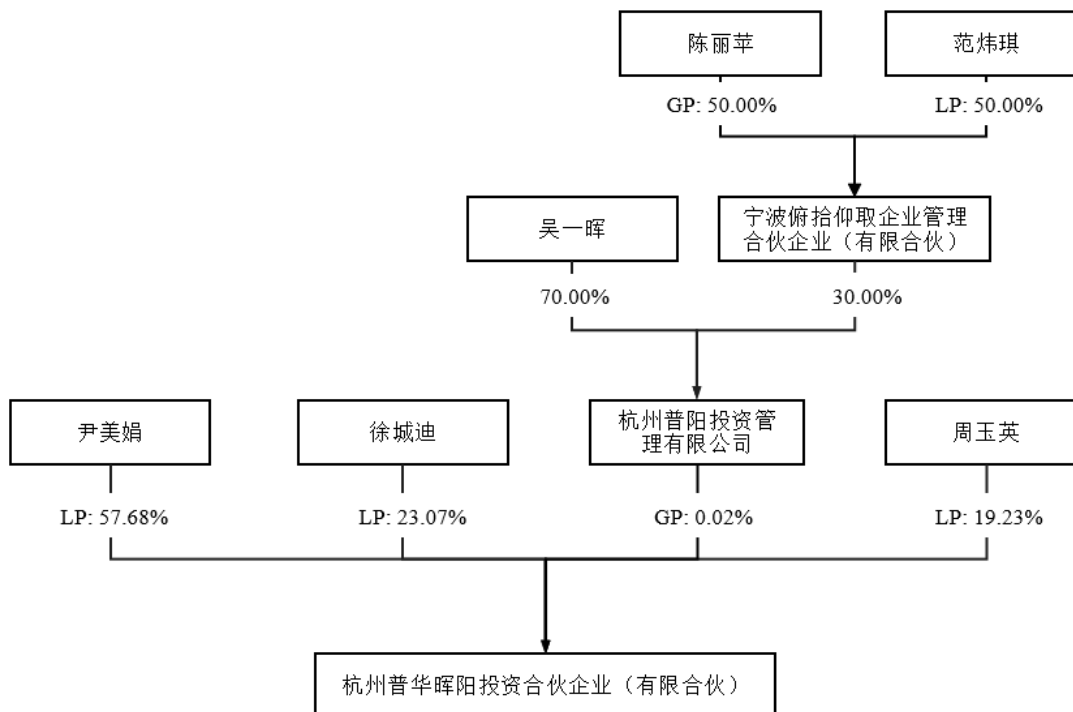 陈丽苹
范炜琪
GP: 50.00%
LP: 50.00%
吴一晖
宁波俯拾仰取企业管理
合伙企业（有限合伙）
70.00%
30.00%
尹美娟
徐城迪
杭州普阳投资管
理有限公司
周玉英
LP: 57.68%
LP: 23.07%
GP: 0.02%
LP: 19.23%
杭州普华晖阳投资合伙企业（有限合伙）